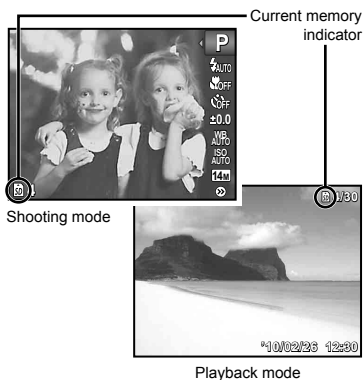 Current memory
indicator
P
AUTO
OFF
OFF
±0.0
WB
AUTO
ISO
AUTO
14M
SD
Shooting mode
/30
'10/02/26 12:30
Playback mode